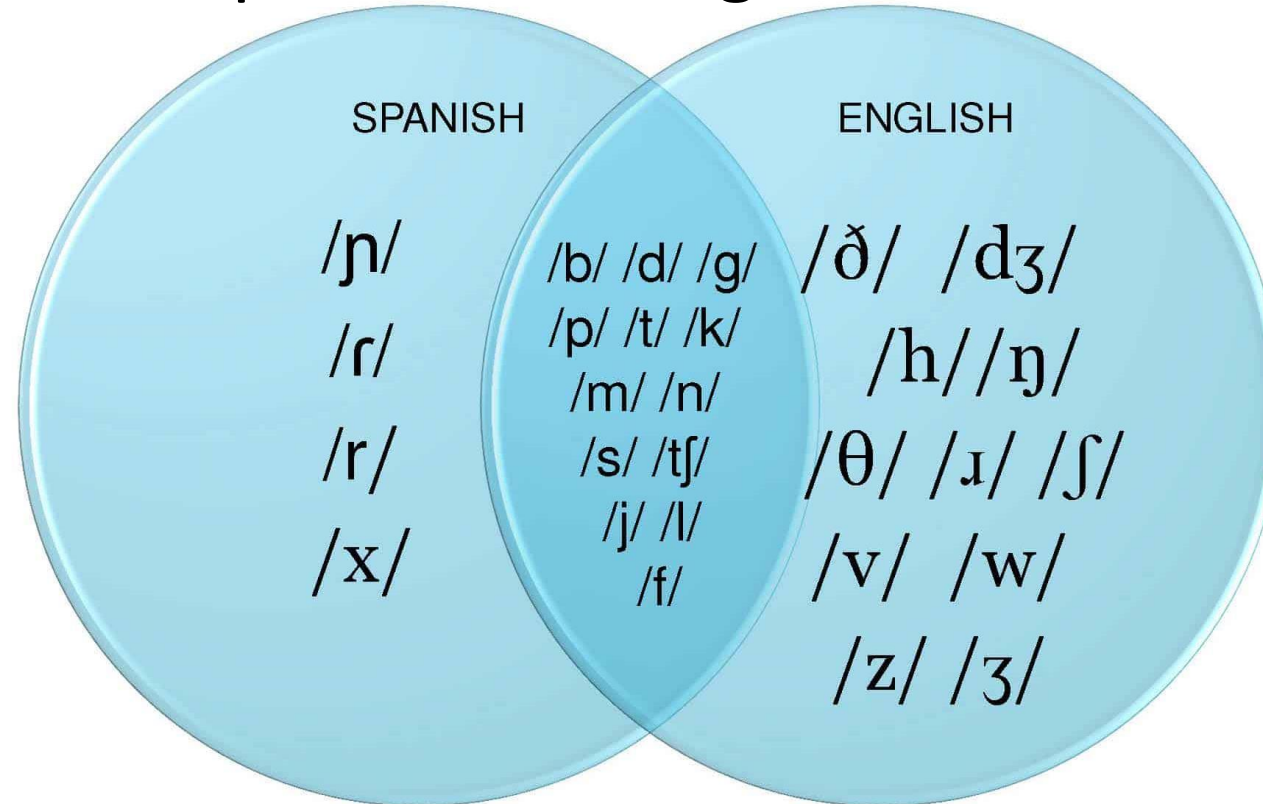 SPANISH
/ɲ/
/ɾ/
/r/
/x/
/b/ /d/ /g/
/p/ /t/ /k/
/m/ /n/
/s/ /tʃ/
/j/ /l/
/f/
ENGLISH
/ð/ /dʒ/
/h/ /ŋ/
/θ/ /ɹ/ /ʃ/
/v/ /w/
/z/ /ʒ/